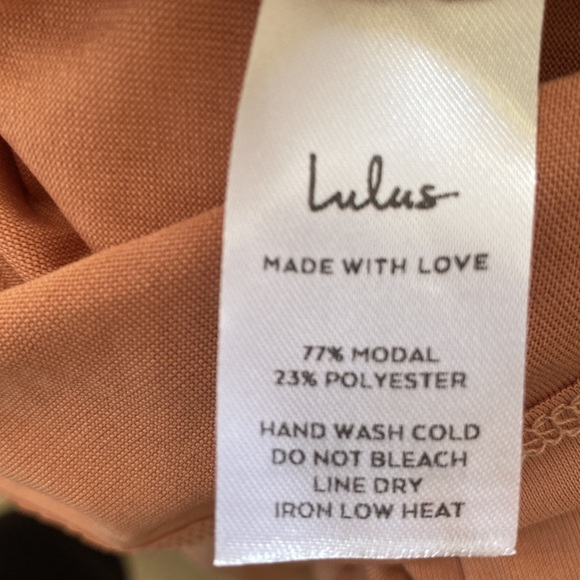 Lulus
MADE WITH LOVE
77% MODAL
23% POLYESTER
HAND WASH COLD
DO NOT BLEACH
LINE DRY
IRON LOW HEAT